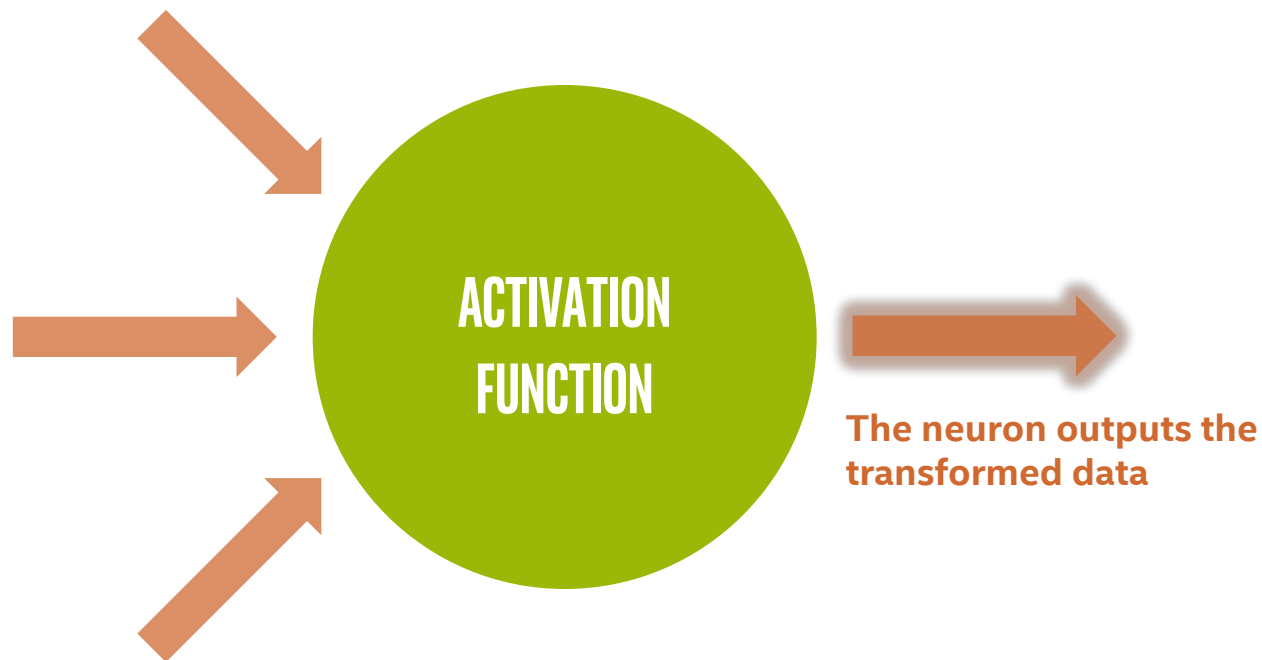 ACTIVATION
FUNCTION
The neuron outputs the
transformed data